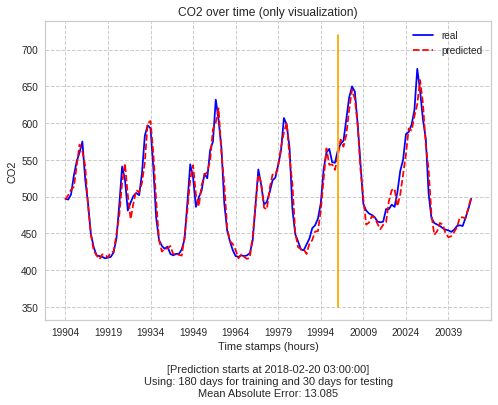 CO2 over time (only visualization)
real
predicted
700
650
600
550
500
450
400
350
CO2
19904 19919 19934 19949 19964 19979 19994 20009 20024 20039
Time stamps (hours)
[Prediction starts at 2018-02-20 03:00:00]
Using: 180 days for training and 30 days for testing
Mean Absolute Error: 13.085